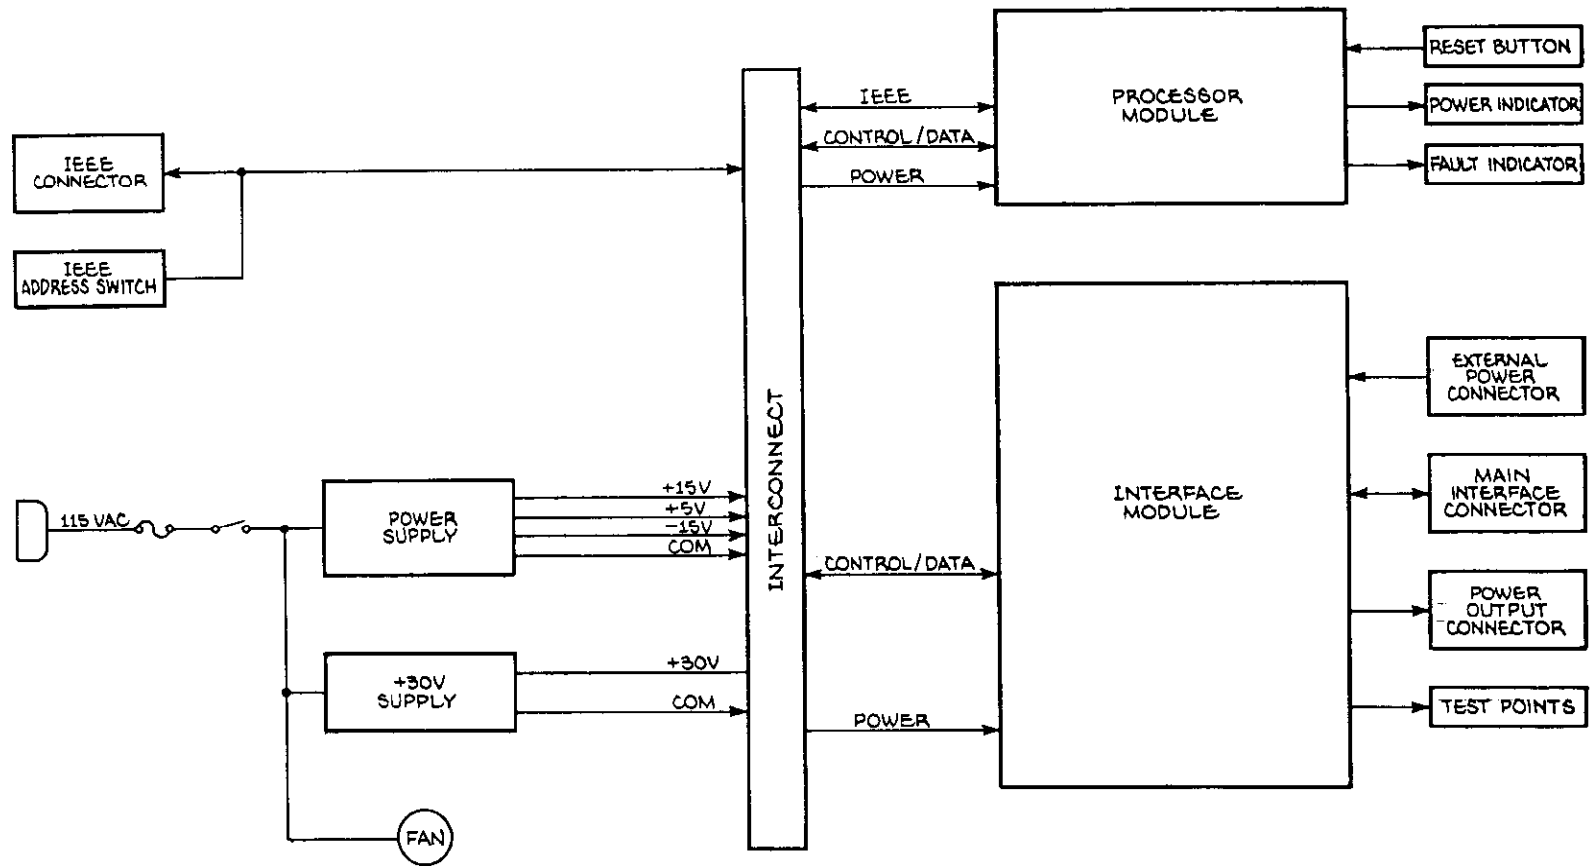 IEEE
CONNECTOR
IEEE
ADDRESS SWITCH
115 VAC
POWER
SUPPLY
+15V
+5V
-15V
COM
+30V
SUPPLY
+30V
COM
FAN
INTERCONNECT
IEEE
CONTROL/DATA
POWER
PROCESSOR
MODULE
RESET BUTTON
POWER INDICATOR
FAULT INDICATOR
CONTROL/DATA
POWER
INTERFACE
MODULE
EXTERNAL
POWER
CONNECTOR
MAIN
INTERFACE
CONNECTOR
POWER
OUTPUT
CONNECTOR
TEST POINTS